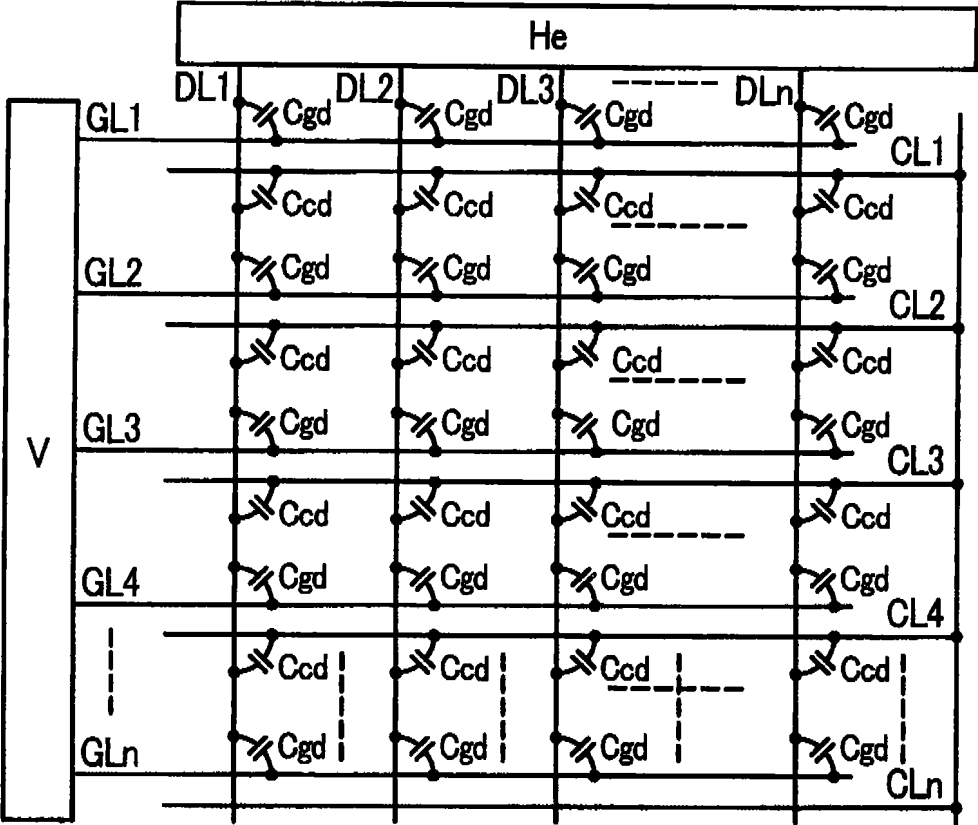 He
DL1 DL2 DL3 DLn
GL1 Cgd Cgd Cgd Cgd
CL1
Ccd Ccd Ccd Ccd
GL2 Cgd Cgd Cgd Cgd
CL2
Ccd Ccd Ccd Ccd
GL3 Cgd Cgd Cgd Cgd
V
CL3
Ccd Ccd Ccd Ccd
GL4 Cgd Cgd Cgd Cgd
CL4
Ccd Ccd Ccd Ccd
GLn Cgd Cgd Cgd Cgd
CLn